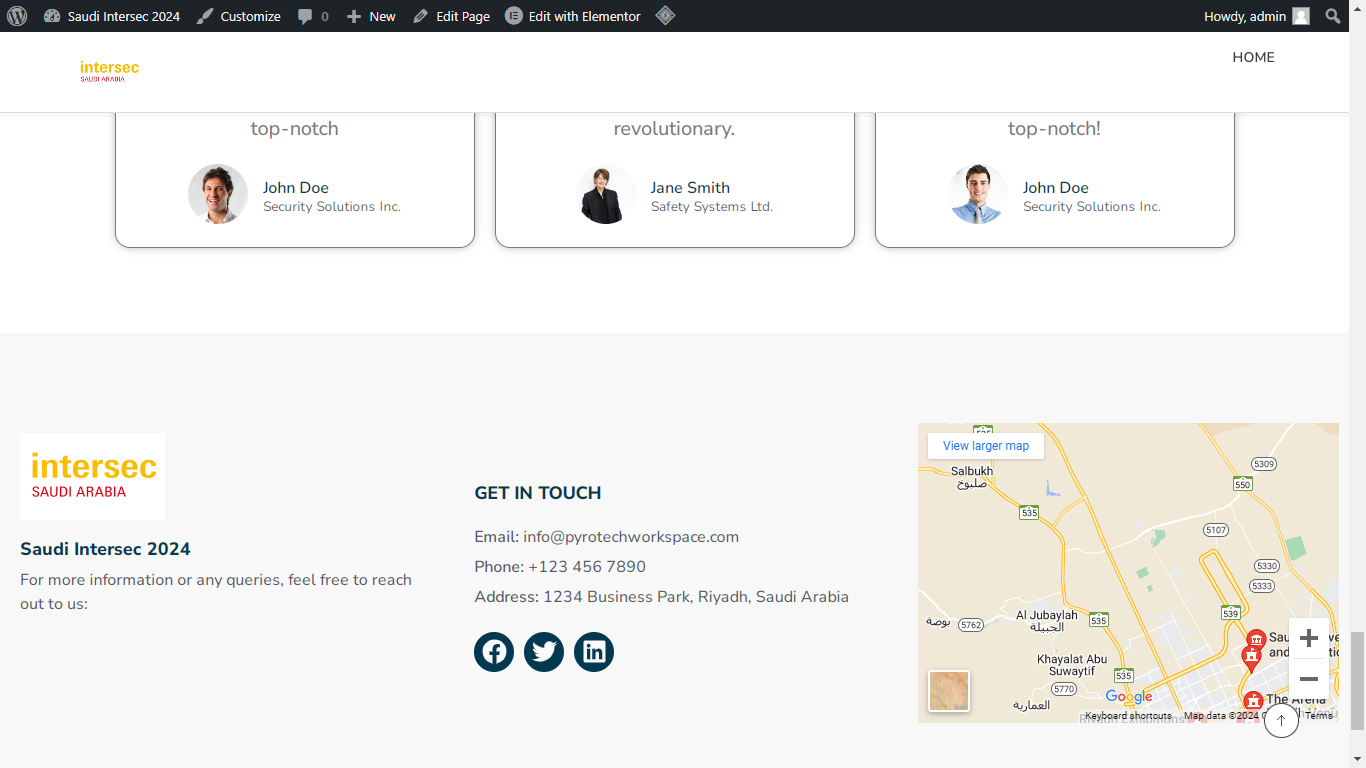 Saudi Intersec 2024 Customize 0 New Edit Page Edit with Elementor Howdy, admin
intersec
SAUDI ARABIA
HOME
top-notch
John Doe
Security Solutions Inc.
revolutionary.
Jane Smith
Safety Systems Ltd.
top-notch!
John Doe
Security Solutions Inc.
intersec
SAUDI ARABIA
Saudi Intersec 2024
For more information or any queries, feel free to reach
out to us:
GET IN TOUCH
Email: info@pyrotechworkspace.com
Phone: +123 456 7890
Address: 1234 Business Park, Riyadh, Saudi Arabia
View larger map
535
Salbukh
صلبوخ
5309
550
535
5107
5330
5333
539
Al Jubaylah
الجبيلة
535
بوضة
5762
Khayalat Abu
Suwaytif
535
5770
العمارية
The Arena
Google
Riyadh Exhibitions
Keyboard shortcuts
Map data ©2024
Terms